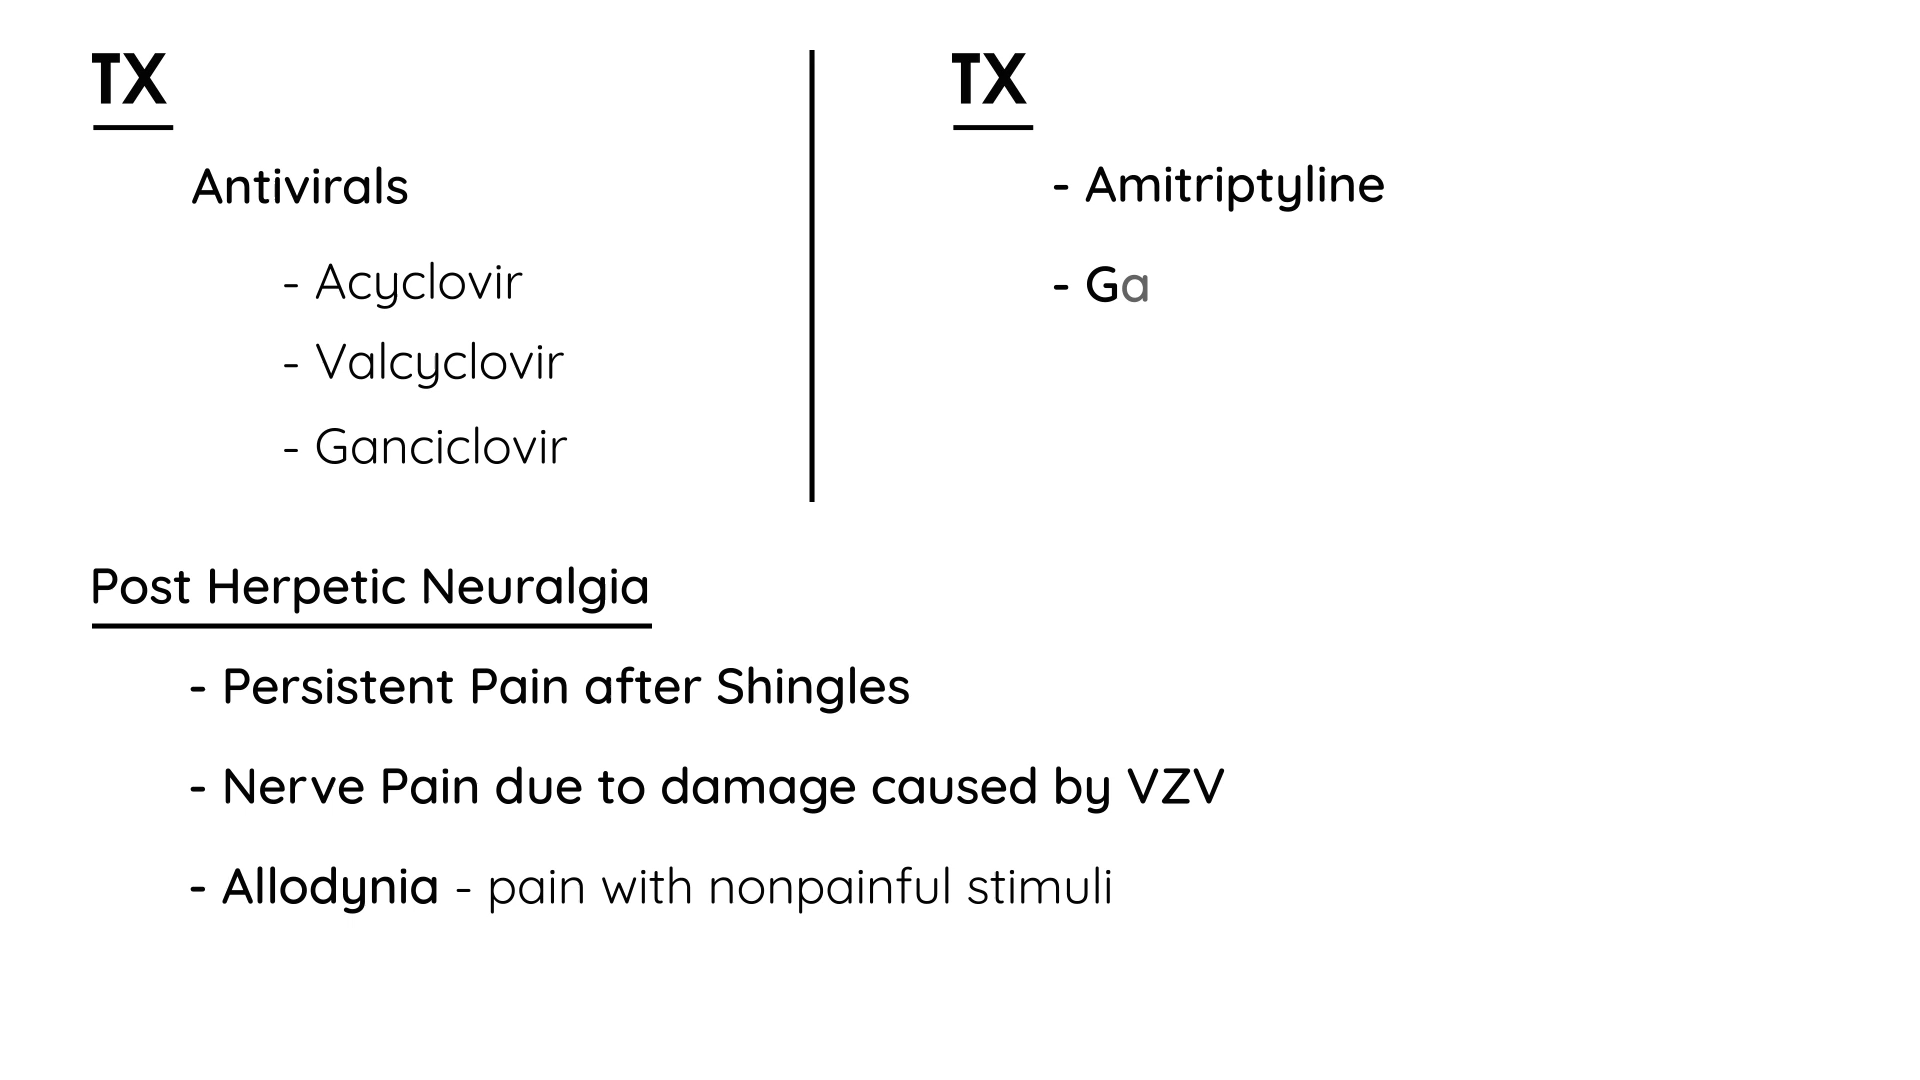 TX
Antivirals
- Acyclovir
- Valcyclovir
- Ganciclovir
TX
- Amitriptyline
- Ga
Post Herpetic Neuralgia
- Persistent Pain after Shingles
- Nerve Pain due to damage caused by VZV
- Allodynia - pain with nonpainful stimuli